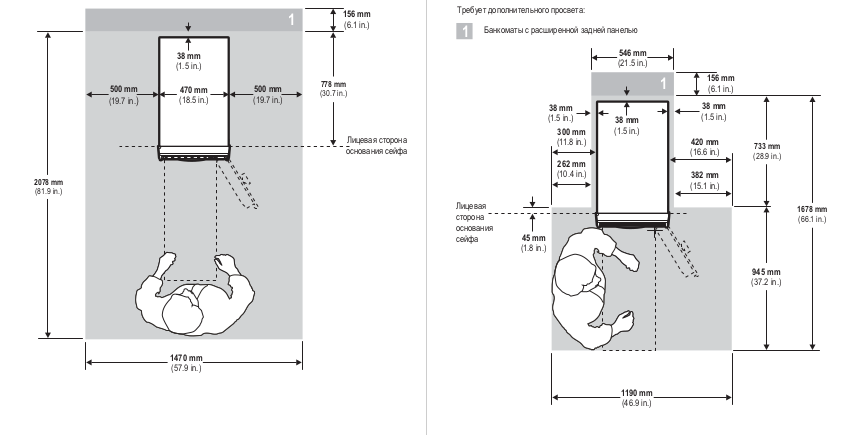 1
156 mm
(6.1 in.)
38 mm
(1.5 in.)
500 mm
(19.7 in.)
470 mm
(18.5 in.)
500 mm
(19.7 in.)
778 mm
(30.7 in.)
Лицевая сторона
основания сейфа
2078 mm
(81.9 in.)
1470 mm
(57.9 in.)
Требует дополнительного просвета:
1 Банкоматы с расширенной задней панелью
546 mm
(21.5 in.)
1
156 mm
(6.1 in.)
38 mm
(1.5 in.)
38 mm
(1.5 in.)
38 mm
(1.5 in.)
300 mm
(11.8 in.)
420 mm
(16.6 in.)
733 mm
(28.9 in.)
262 mm
(10.4 in.)
382 mm
(15.1 in.)
Лицевая
сторона
основания
сейфа
1678 mm
(66.1 in.)
45 mm
(1.8 in.)
945 mm
(37.2 in.)
1190 mm
(46.9 in.)